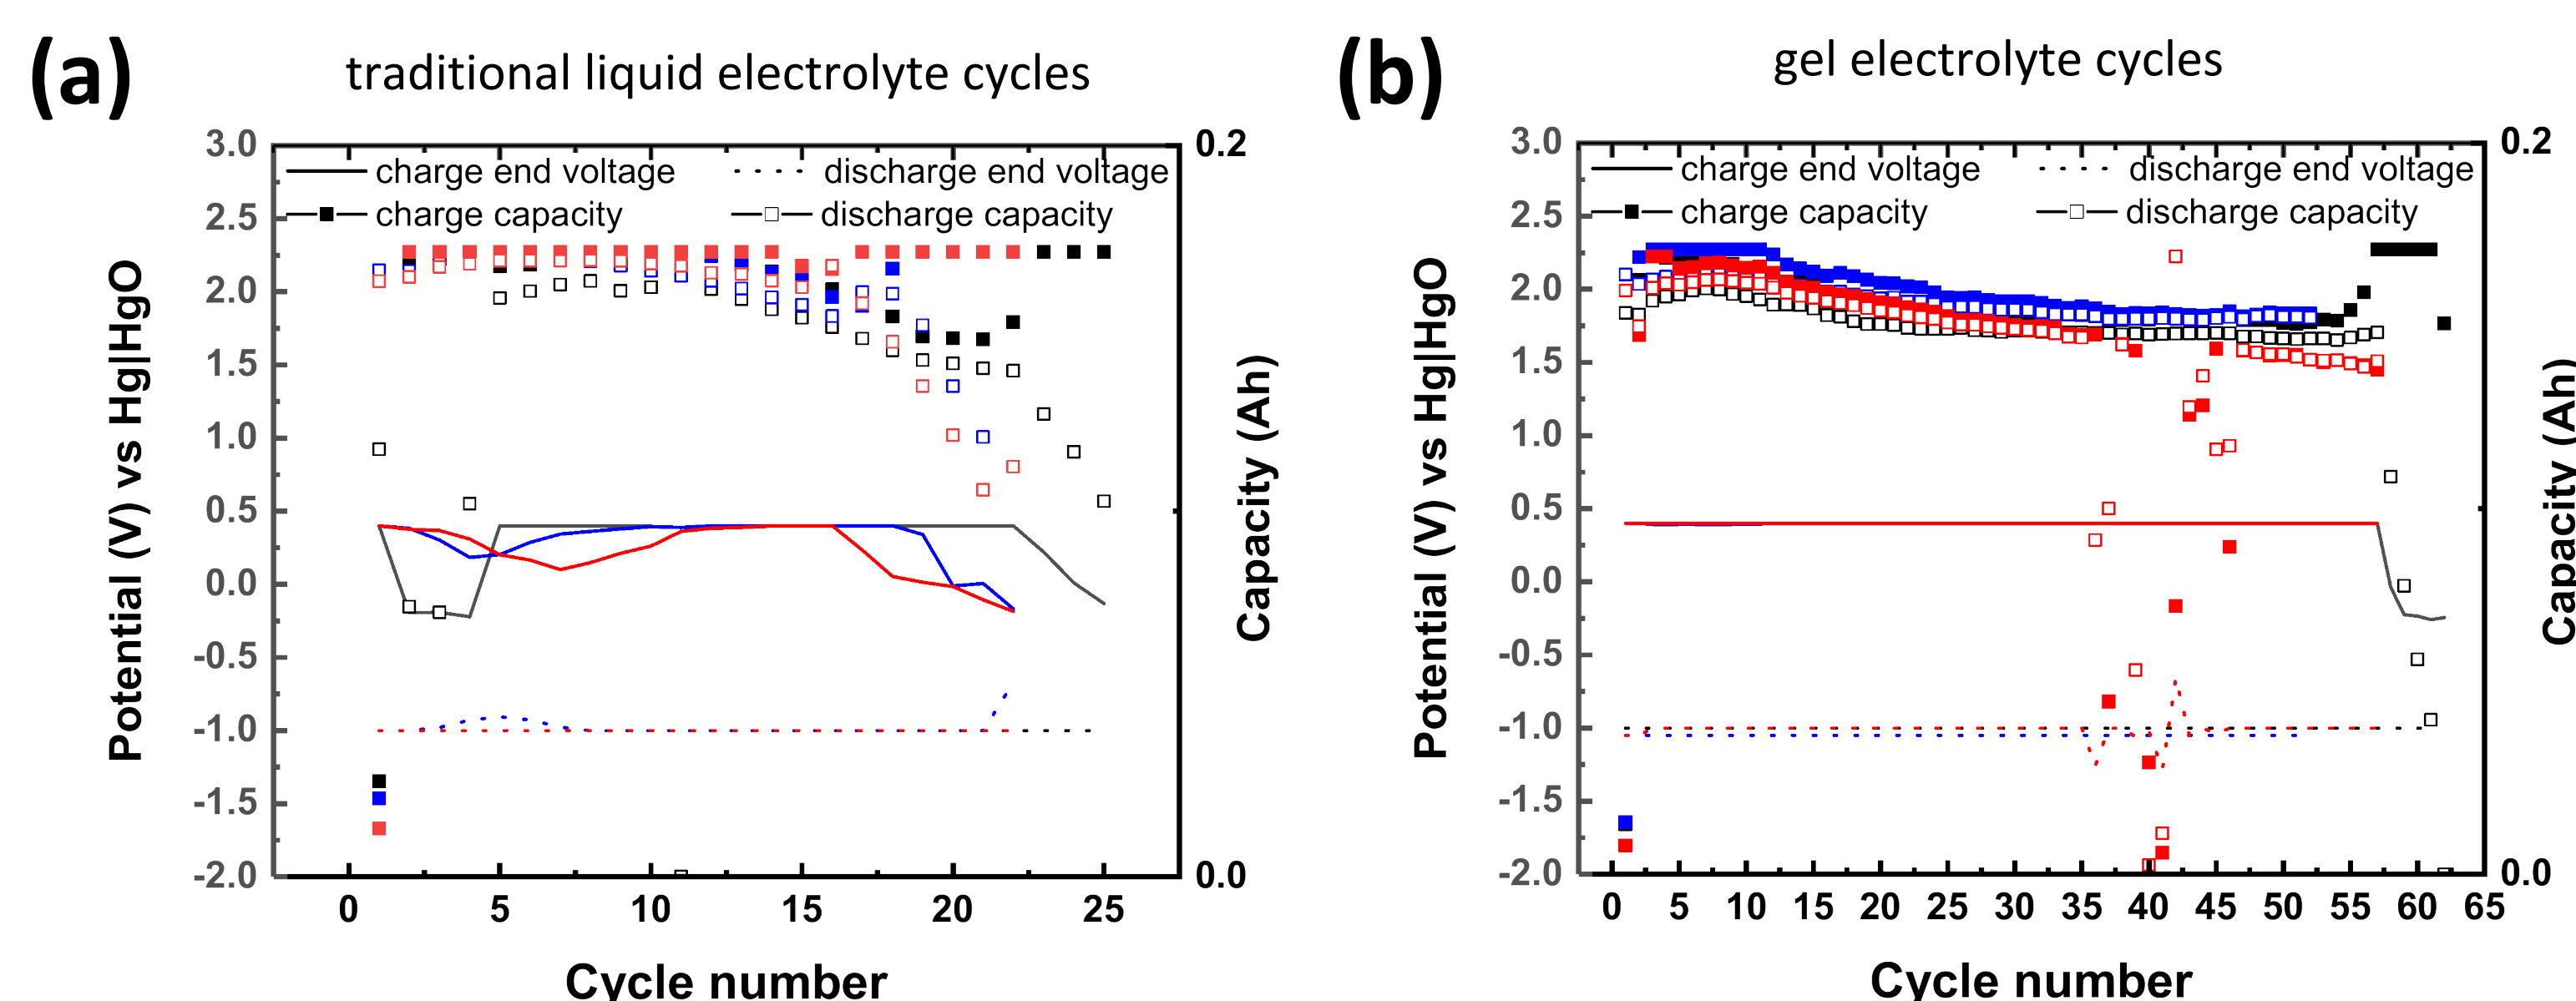 (a)
traditional liquid electrolyte cycles
3.0
2.5
2.0
1.5
1.0
0.5
0.0
-0.5
-1.0
-1.5
-2.0
Potential (V) vs Hg|HgO
charge end voltage
discharge end voltage
charge capacity
discharge capacity
0.2
0.0
Capacity (Ah)
0 5 10 15 20 25
Cycle number
(b)
gel electrolyte cycles
3.0
2.5
2.0
1.5
1.0
0.5
0.0
-0.5
-1.0
-1.5
-2.0
Potential (V) vs Hg|HgO
charge end voltage
discharge end voltage
charge capacity
discharge capacity
0.2
0.0
Capacity (Ah)
0 5 10 15 20 25 30 35 40 45 50 55 60 65
Cycle number